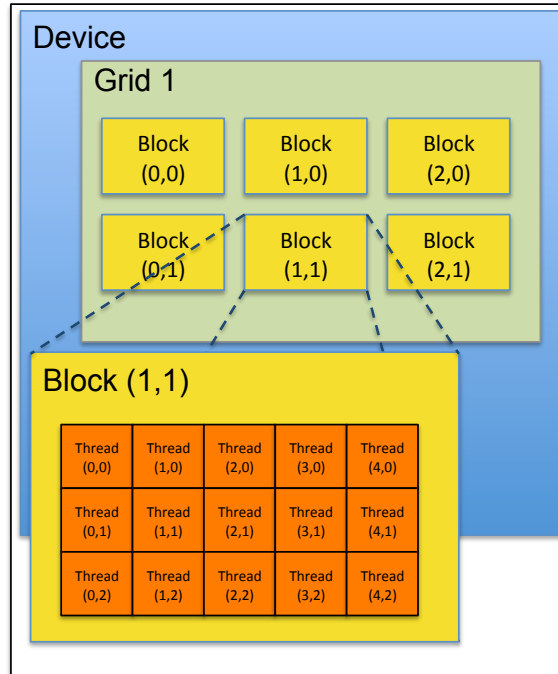 Device
Grid 1
Block
(0,0)
Block
(1,0)
Block
(2,0)
Block
(0,1)
Block
(1,1)
Block
(2,1)
Block (1,1)
Thread
(0,0)
Thread
(1,0)
Thread
(2,0)
Thread
(3,0)
Thread
(4,0)
Thread
(0,1)
Thread
(1,1)
Thread
(2,1)
Thread
(3,1)
Thread
(4,1)
Thread
(0,2)
Thread
(1,2)
Thread
(2,2)
Thread
(3,2)
Thread
(4,2)